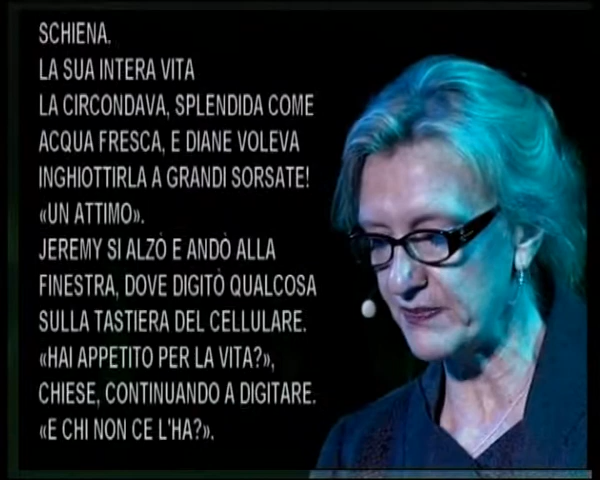 SCHIENA.
LA SUA INTERA VITA
LA CIRCONDAVA, SPLENDIDA COME
ACQUA FRESCA, E DIANE VOLEVA
INGHIOTTIRLA A GRANDI SORSATE!
«UN ATTIMO».
JEREMY SI ALZÒ E ANDÒ ALLA
FINESTRA, DOVE DIGITÒ QUALCOSA
SULLA TASTIERA DEL CELLULARE.
«HAI APPETITO PER LA VITA?»,
CHIESE, CONTINUANDO A DIGITARE.
«E CHI NON CE L'HA?».